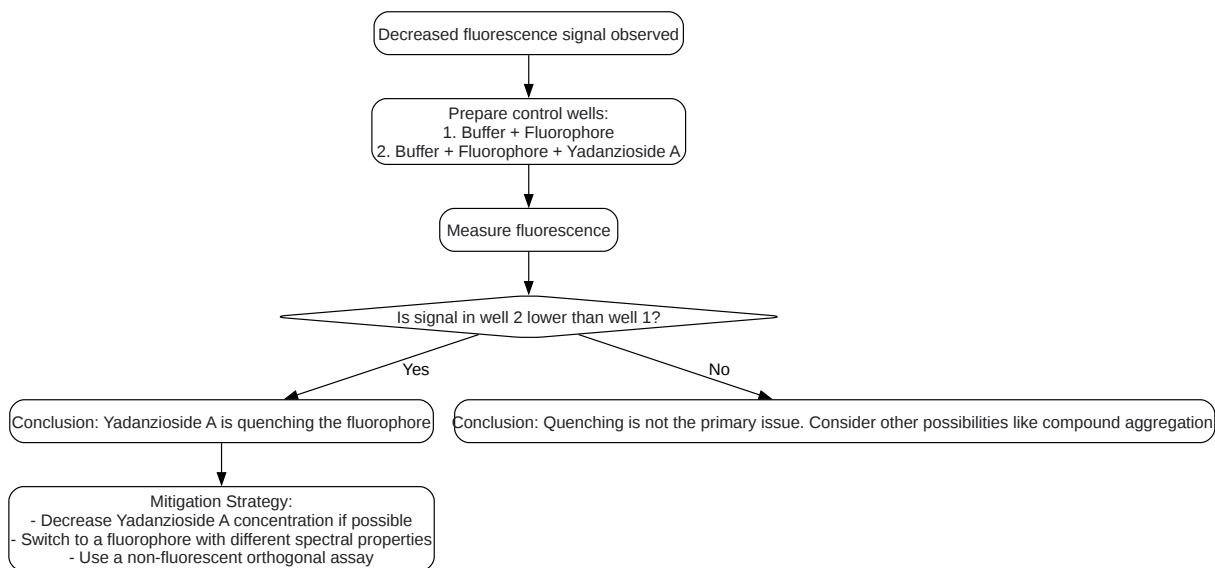 Decreased fluorescence signal observed
Prepare control wells:
1. Buffer + Fluorophore
2. Buffer + Fluorophore + Yadanzioside A
Measure fluorescence
Is signal in well 2 lower than well 1?
Yes
No
Conclusion: Yadanzioside A is quenching the fluorophore
Conclusion: Quenching is not the primary issue. Consider other possibilities like compound aggregation
Mitigation Strategy:
- Decrease Yadanzioside A concentration if possible
- Switch to a fluorophore with different spectral properties
- Use a non-fluorescent orthogonal assay